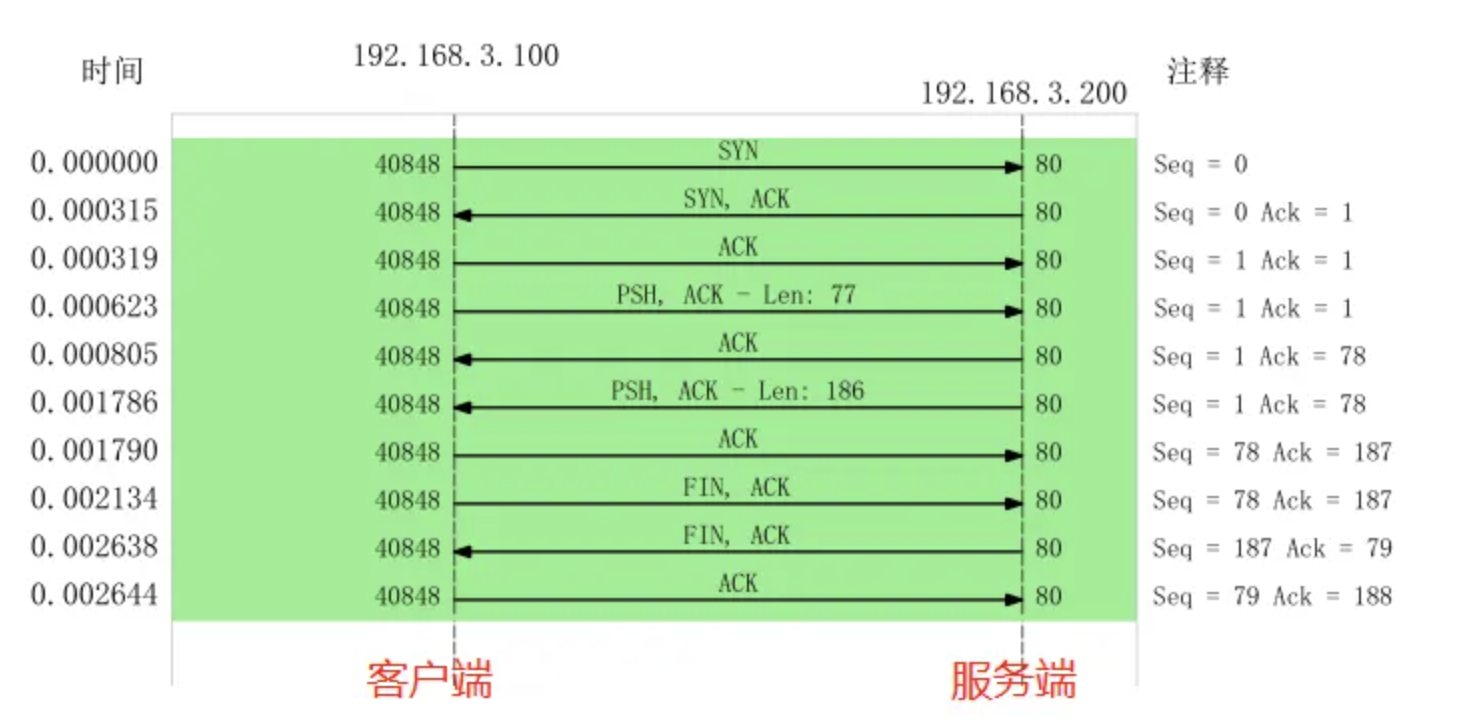 时间 192.168.3.100 192.168.3.200 注释
0.000000 40848 SYN 80 Seq = 0
0.000315 40848 SYN, ACK 80 Seq = 0 Ack = 1
0.000319 40848 ACK 80 Seq = 1 Ack = 1
0.000623 40848 PSH, ACK - Len: 77 80 Seq = 1 Ack = 1
0.000805 40848 ACK 80 Seq = 1 Ack = 78
0.001786 40848 PSH, ACK - Len: 186 80 Seq = 1 Ack = 78
0.001790 40848 ACK 80 Seq = 78 Ack = 187
0.002134 40848 FIN, ACK 80 Seq = 78 Ack = 187
0.002638 40848 FIN, ACK 80 Seq = 187 Ack = 79
0.002644 40848 ACK 80 Seq = 79 Ack = 188
客户端 服务端